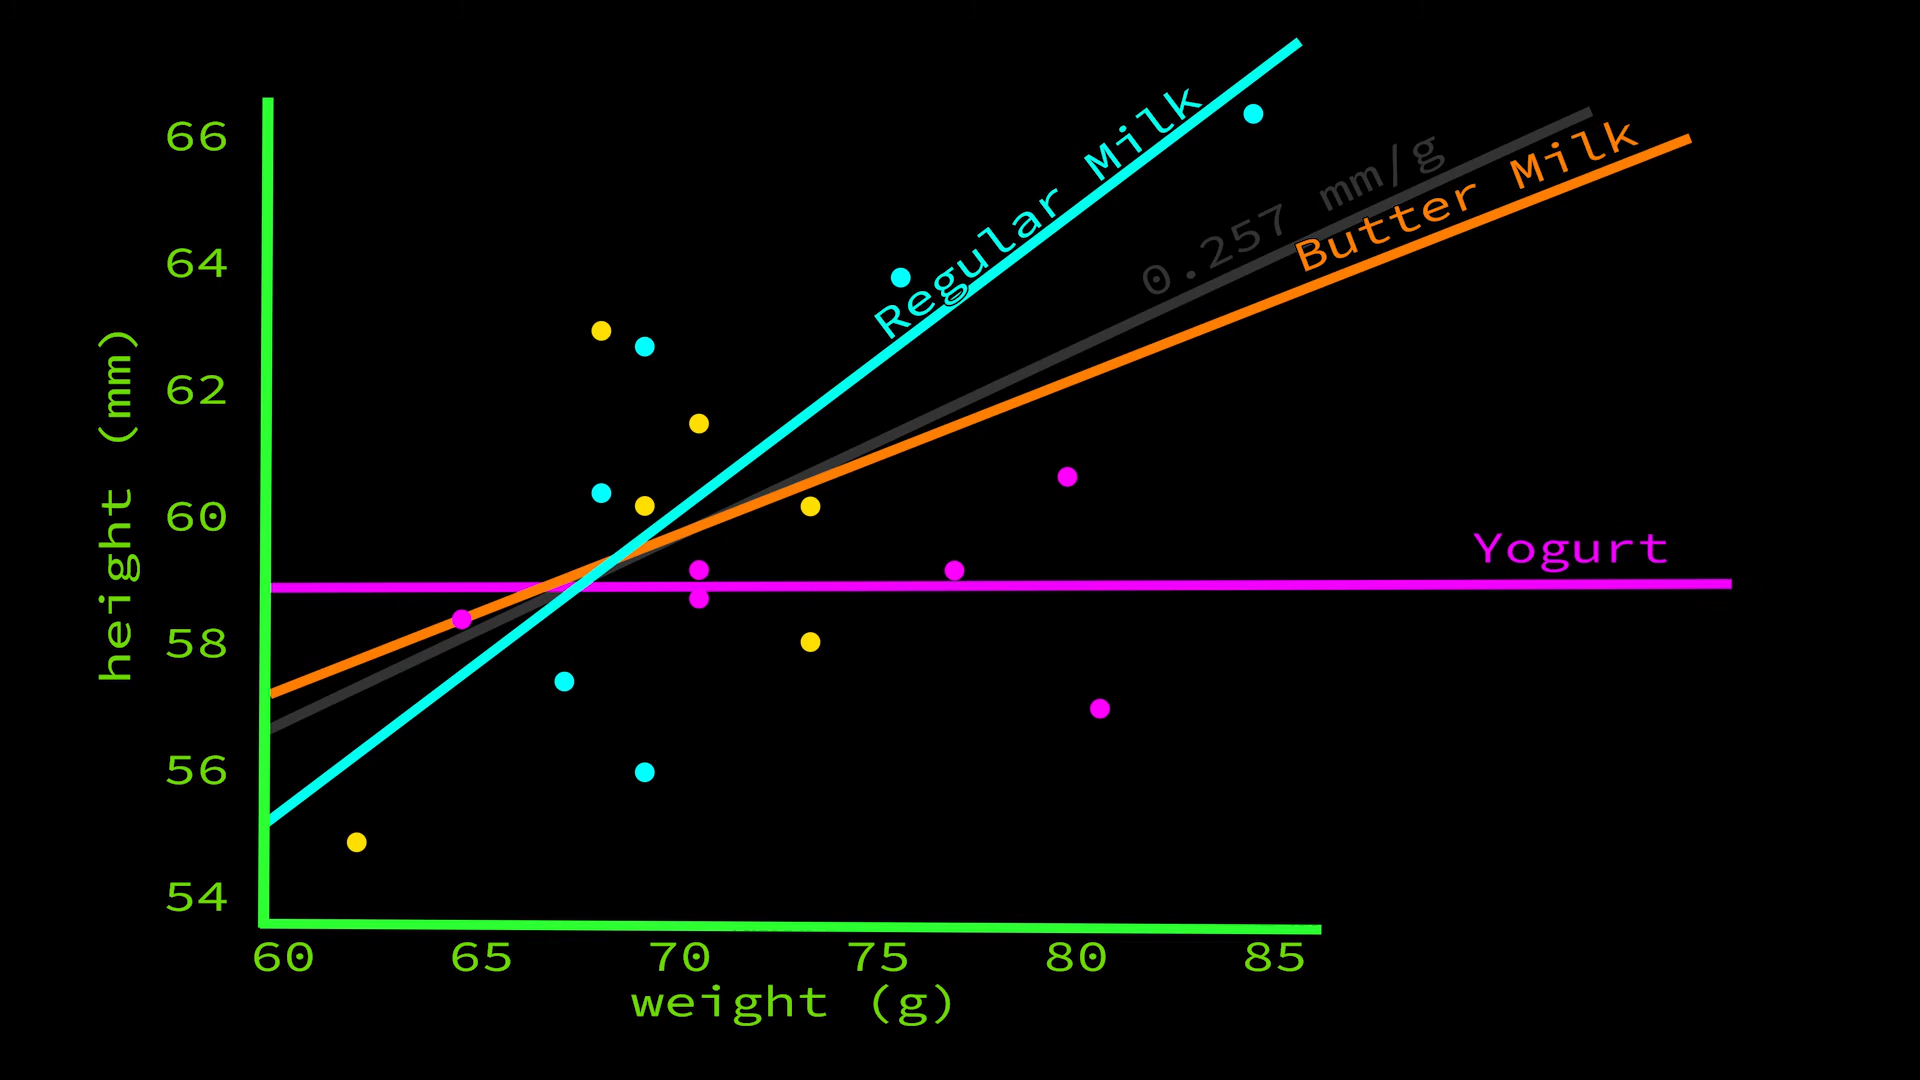 Regular Milk
0.257 mm/g
Butter Milk
Yogurt
height (mm)
66
64
62
60
58
56
54
60 65 70 75 80 85
weight (g)